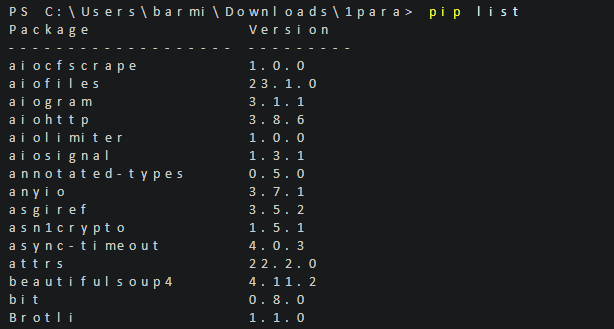 PS C:\Users\barmi\Downloads\1para> pip list
Package Version
------------------- ---------
aiocfscrape 1.0.0
aiofiles 23.1.0
aiogram 3.1.1
aiohttp 3.8.6
aiolimiter 1.0.0
aiosignal 1.3.1
annotated-types 0.5.0
anyio 3.7.1
asgiref 3.5.2
asn1crypto 1.5.1
async-timeout 4.0.3
attrs 22.2.0
beautifulsoup4 4.11.2
bit 0.8.0
Brotli 1.1.0